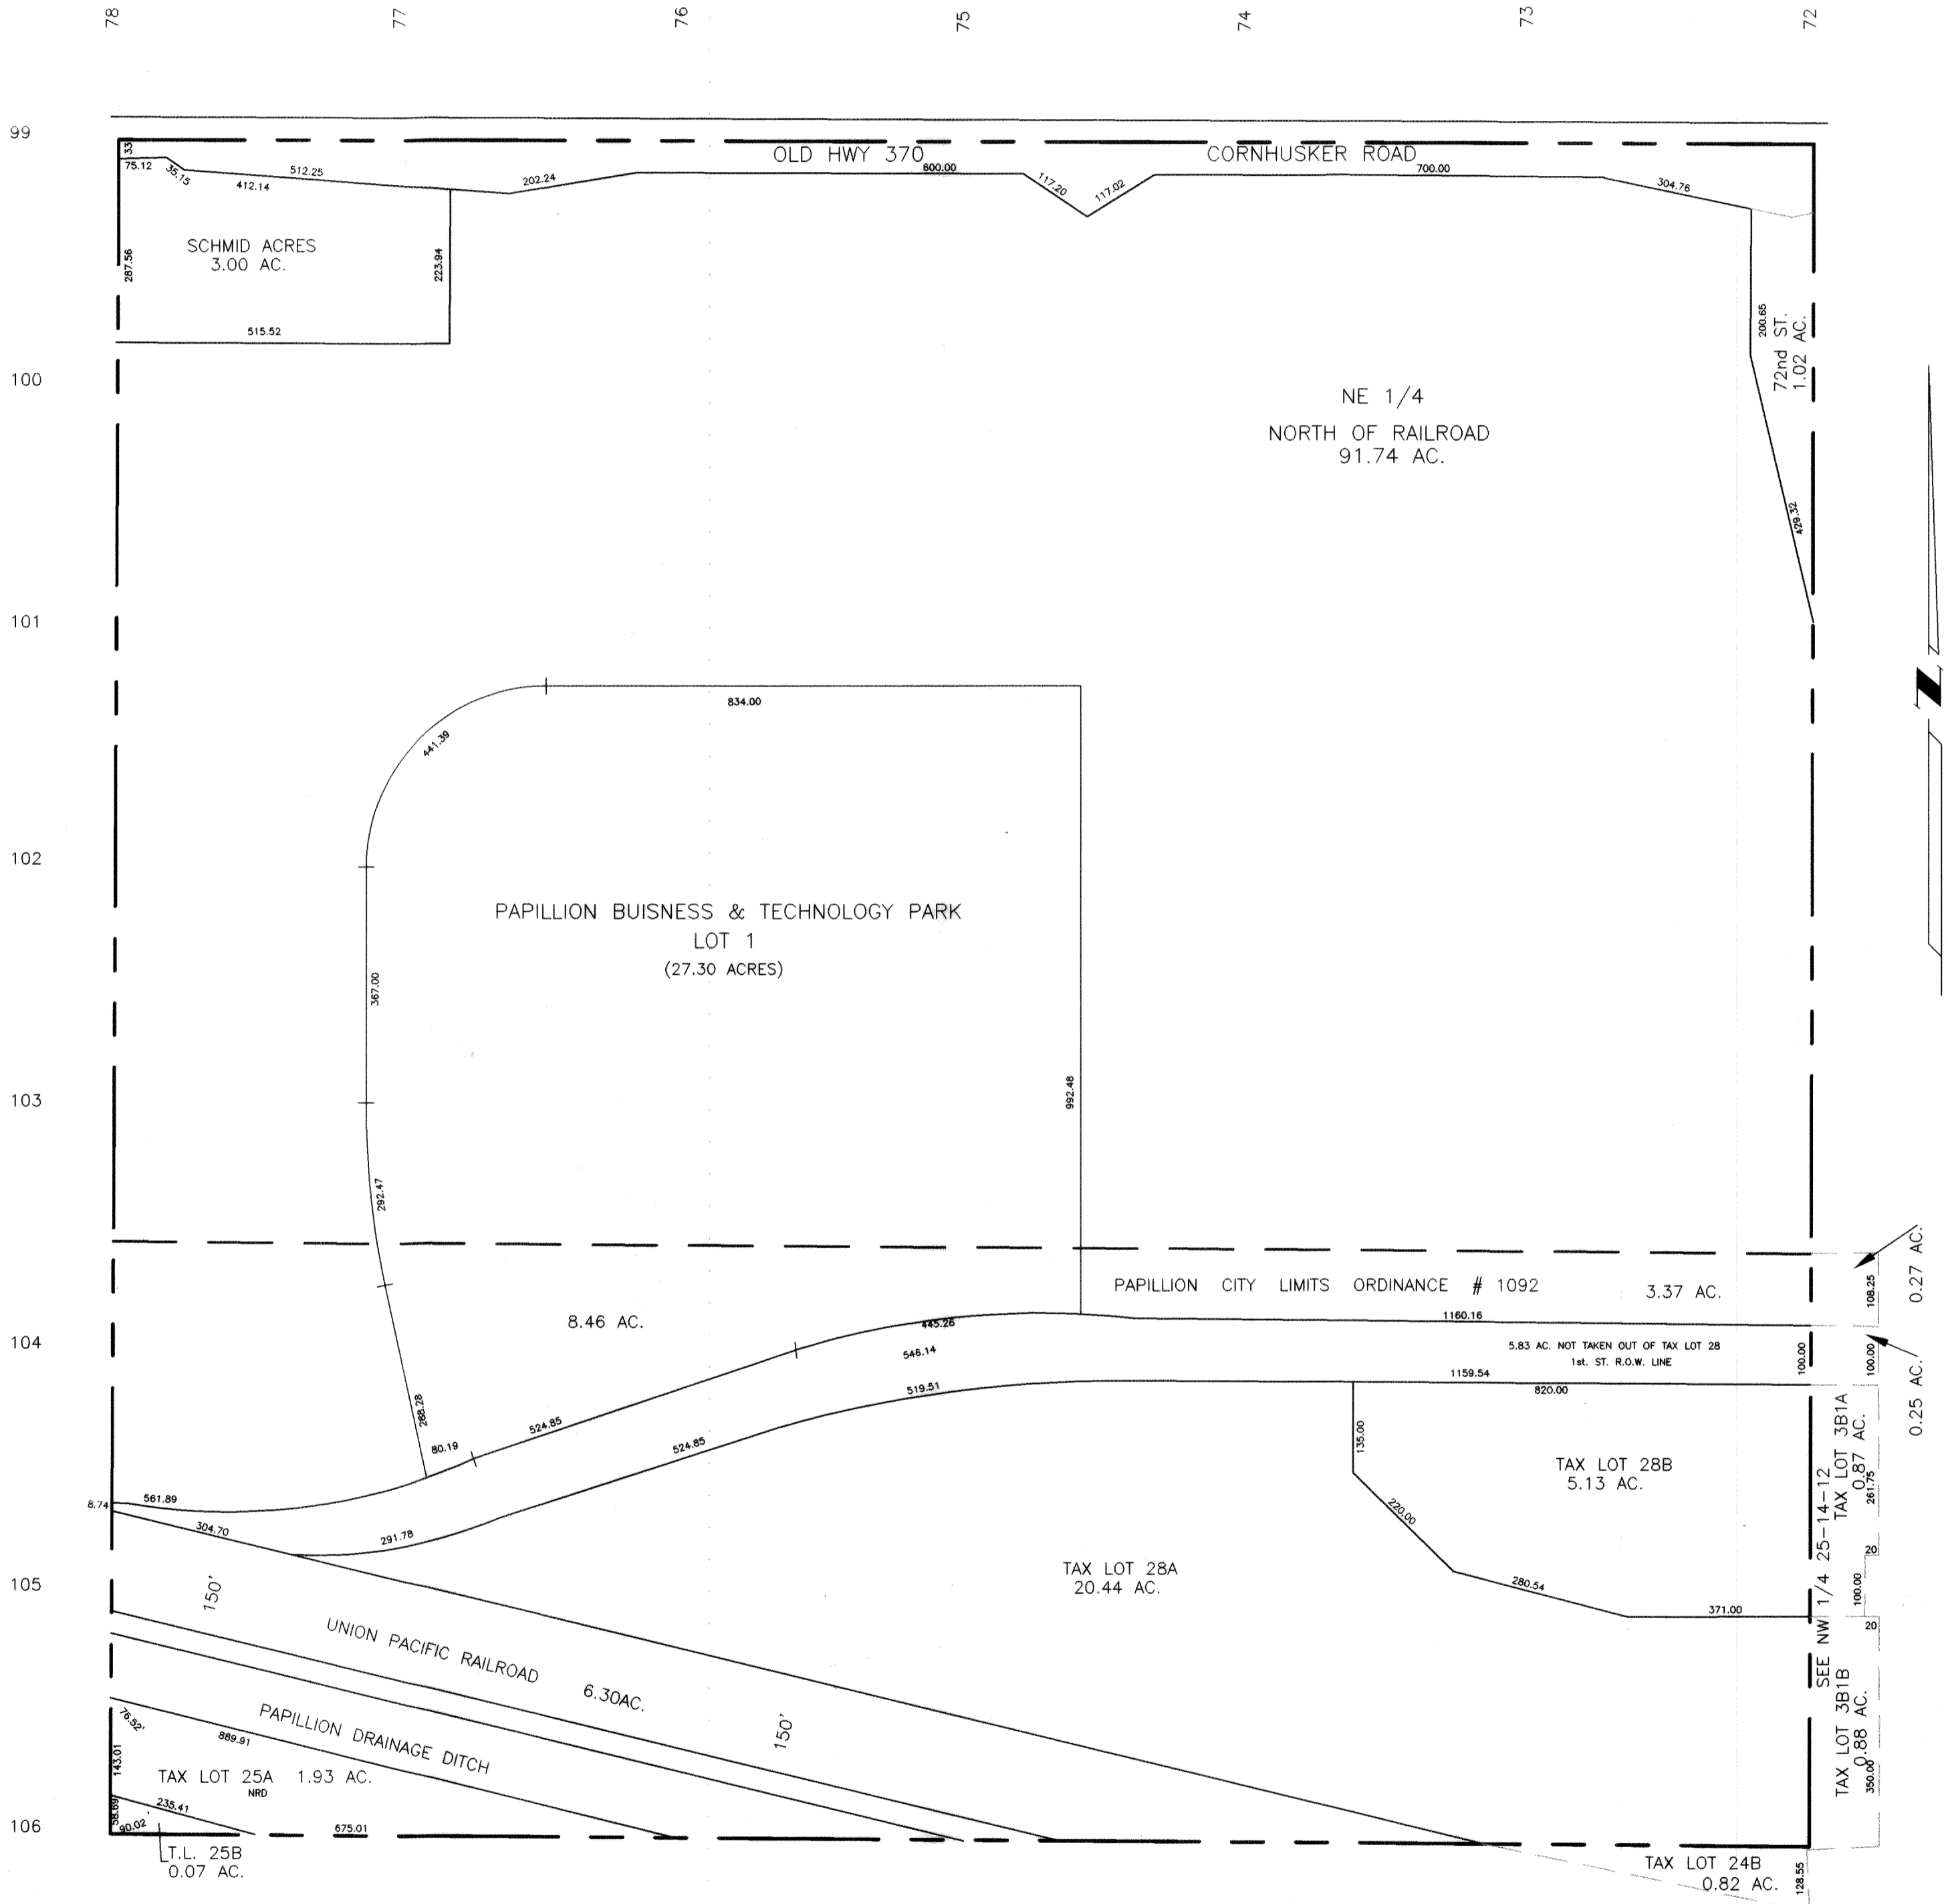 78
77
76
75
74
73
72
99
100
101
102
103
104
105
106
OLD HWY 370
CORNHUSKER ROAD
33
75.12
35.15
512.25
412.14
202.24
600.00
117.20
117.02
700.00
304.76
SCHMID ACRES
3.00 AC.
287.56
223.94
515.52
200.65
72nd ST.
1.02 AC.
429.32
NE 1/4
NORTH OF RAILROAD
91.74 AC.
Z
834.00
441.39
367.00
292.47
288.28
992.48
PAPILLION BUISNESS & TECHNOLOGY PARK
LOT 1
(27.30 ACRES)
PAPILLION CITY LIMITS ORDINANCE # 1092
3.37 AC.
8.46 AC.
1160.16
445.26
546.14
5.83 AC. NOT TAKEN OUT OF TAX LOT 28
1st. ST. R.O.W. LINE
1159.54
820.00
519.51
524.85
524.85
80.19
561.89
8.74
304.70
291.78
100.00
108.25
0.27 AC.
100.00
0.25 AC.
135.00
220.00
280.54
371.00
TAX LOT 28B
5.13 AC.
TAX LOT 28A
20.44 AC.
SEE NW 1/4 25-14-12
TAX LOT 3B1A
0.87 AC.
261.75
20
100.00
20
TAX LOT 3B1B
0.88 AC.
350.00
150'
UNION PACIFIC RAILROAD
6.30AC.
150'
PAPILLION DRAINAGE DITCH
76.52'
889.91
143.01
TAX LOT 25A 1.93 AC.
NRD
58.69
235.41
90.02'
675.01
T.L. 25B
0.07 AC.
TAX LOT 24B
0.82 AC.
128.55